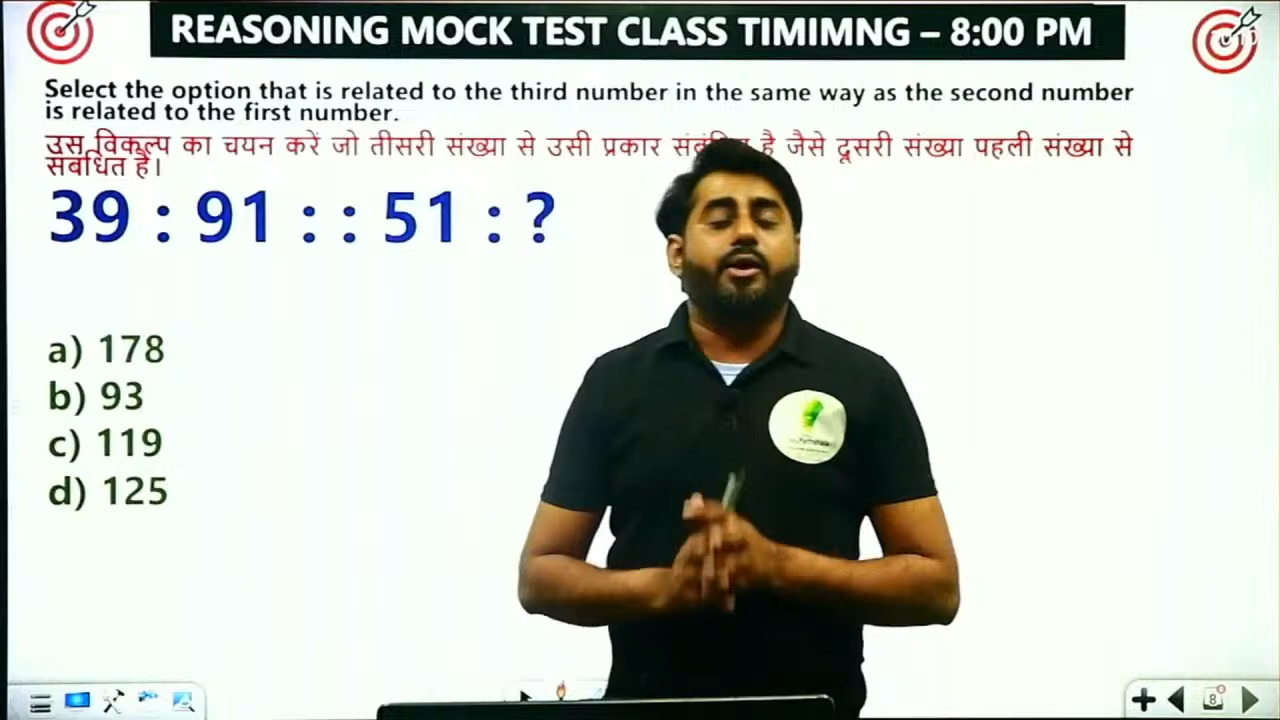 REASONING MOCK TEST CLASS TIMIMNG – 8:00 PM
Select the option that is related to the third number in the same way as the second number
is related to the first number.
उस विकल्प का चयन करें जो तीसरी संख्या से उसी प्रकार है जैसे दूसरी संख्या पहली संख्या से
संबंधित है।
39 : 91 : : 51 : ?
a) 178
b) 93
c) 119
d) 125
8